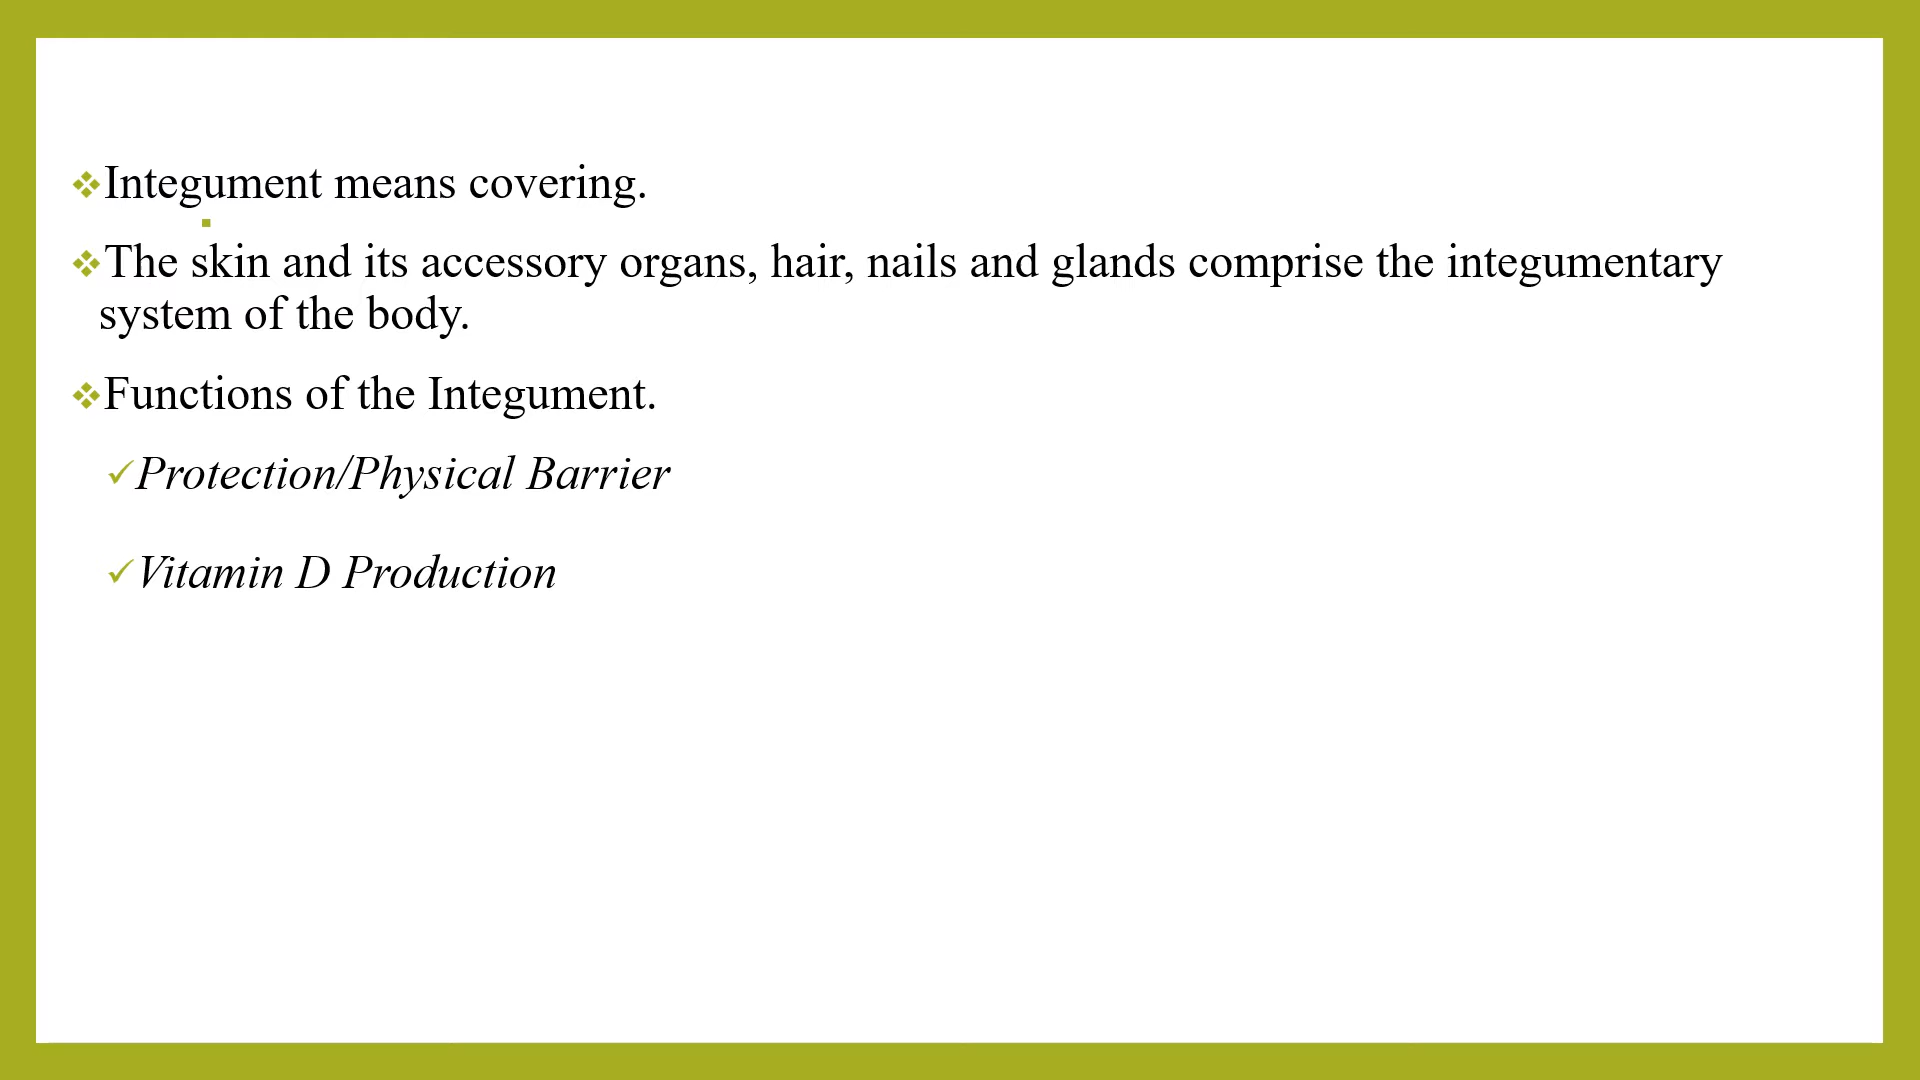 ❖Integument means covering.
▪
❖The skin and its accessory organs, hair, nails and glands comprise the integumentary
system of the body.
❖Functions of the Integument.
✓Protection/Physical Barrier
✓Vitamin D Production